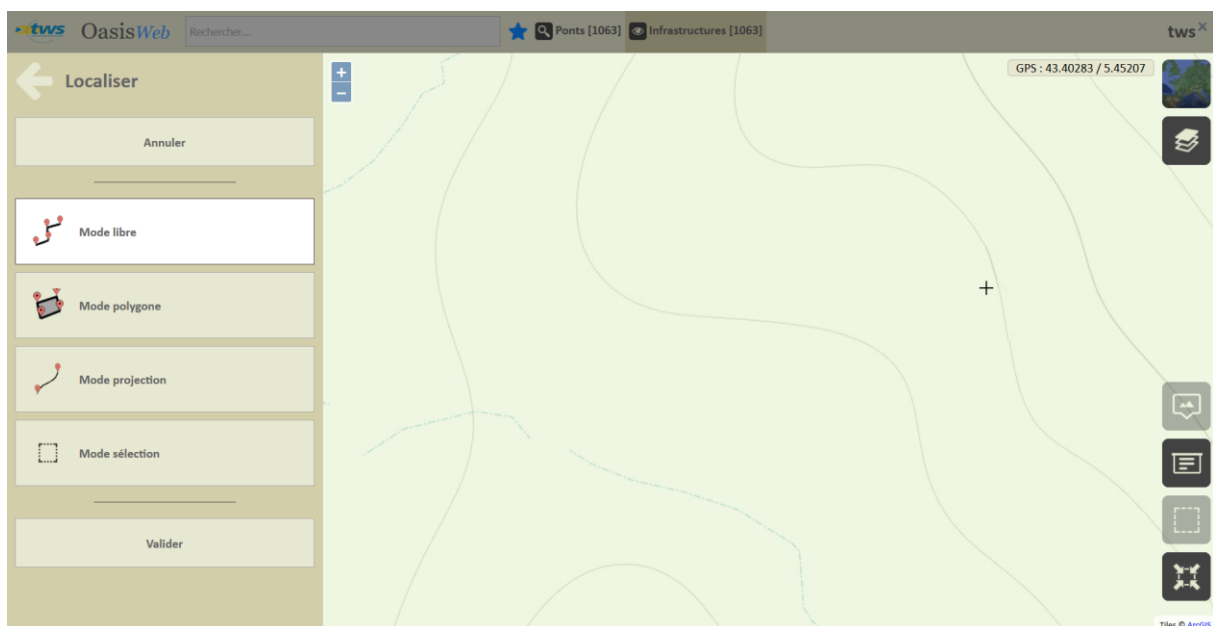 tws OasisWeb Rechercher... Ponts [1063] Infrastructures [1063] tws×
Localiser
+
−
GPS : 43.40283 / 5.45207
Annuler
Mode libre
Mode polygone
Mode projection
Mode sélection
Valider
Tiles © ArcGIS